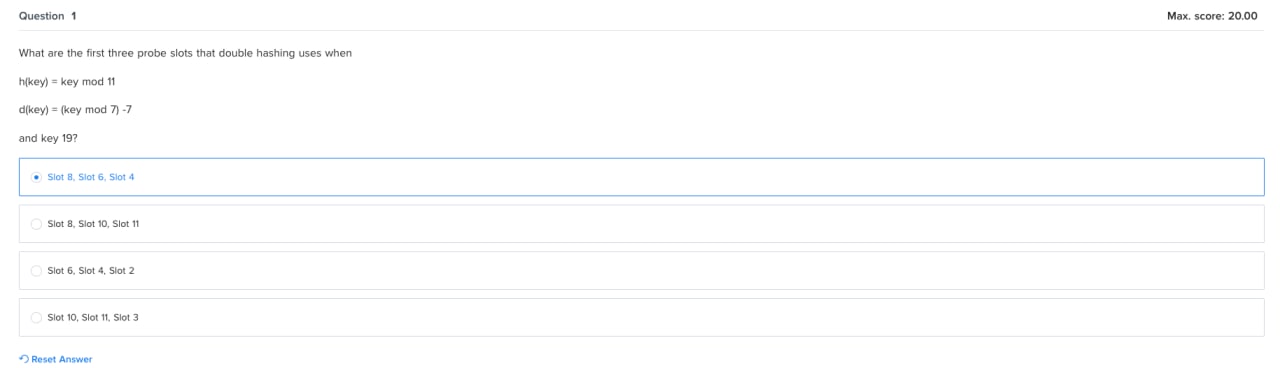 Question 1
Max. score: 20.00
What are the first three probe slots that double hashing uses when
h(key) = key mod 11
d(key) = (key mod 7) -7
and key 19?
Slot 8, Slot 6, Slot 4
Slot 8, Slot 10, Slot 11
Slot 6, Slot 4, Slot 2
Slot 10, Slot 11, Slot 3
Reset Answer